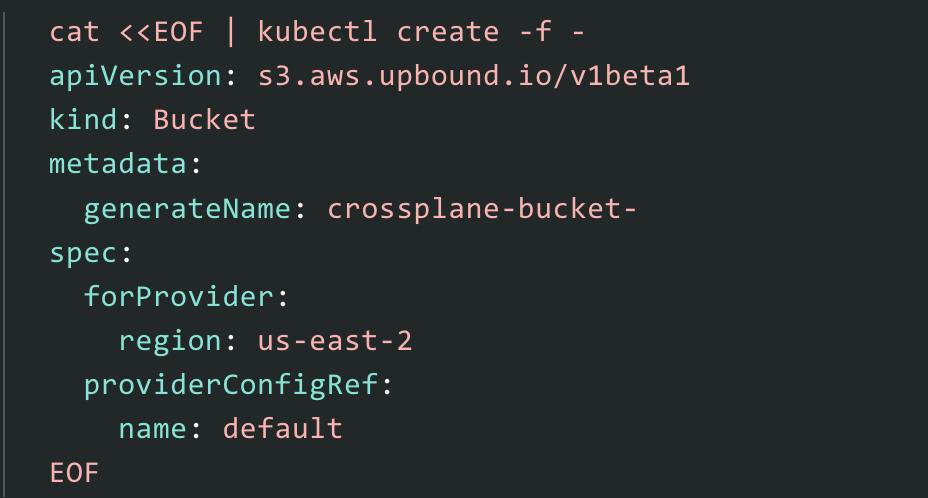 cat <<EOF | kubectl create -f -
apiVersion: s3.aws.upbound.io/v1beta1
kind: Bucket
metadata:
  generateName: crossplane-bucket-
spec:
  forProvider:
    region: us-east-2
  providerConfigRef:
    name: default
EOF